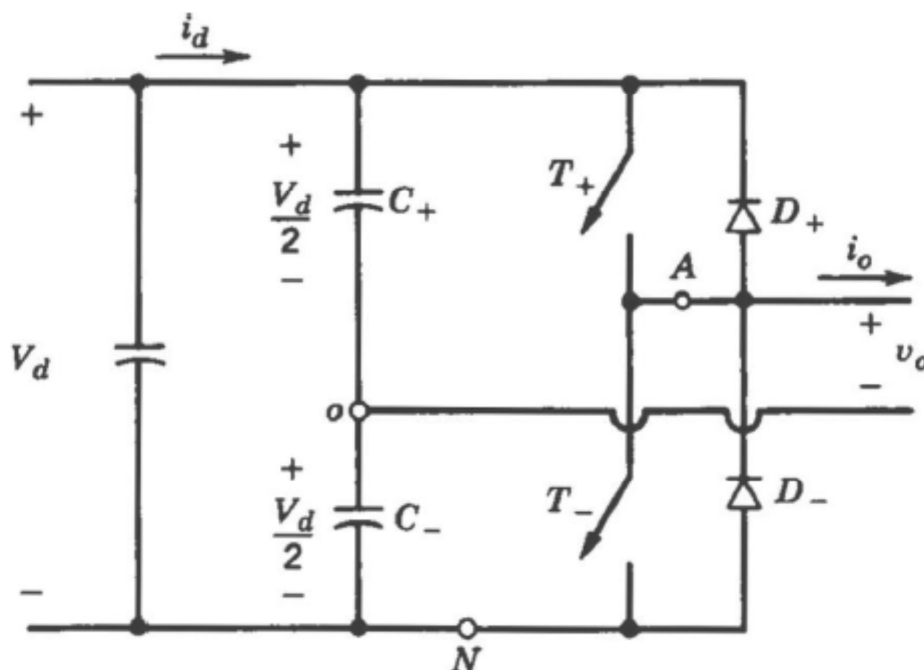 i_d
+
+
V_d/2
−
C_+
T_+
D_+
A
i_o
+
v_o
−
V_d
o
+
V_d/2
−
C_−
T_−
D_−
−
N